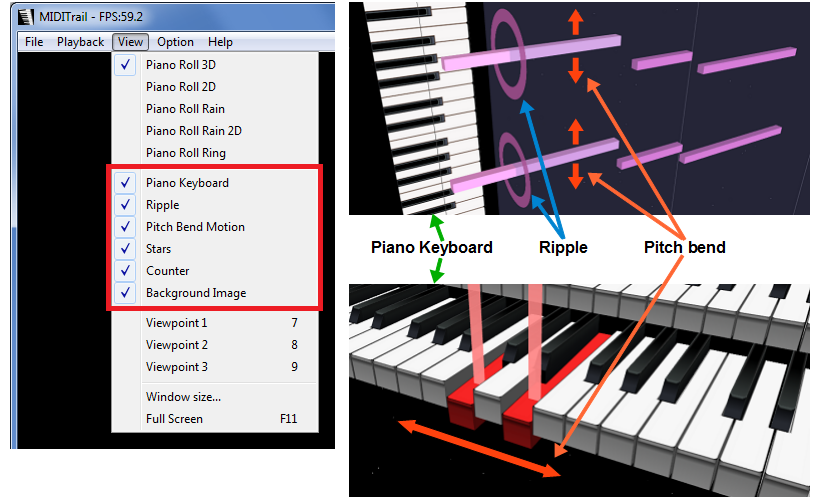 MIDITrail - FPS:59.2
File Playback View Option Help
Piano Roll 3D
Piano Roll 2D
Piano Roll Rain
Piano Roll Rain 2D
Piano Roll Ring
Piano Keyboard
Ripple
Pitch Bend Motion
Stars
Counter
Background Image
Viewpoint 1 7
Viewpoint 2 8
Viewpoint 3 9
Window size...
Full Screen F11
Piano Keyboard Ripple Pitch bend